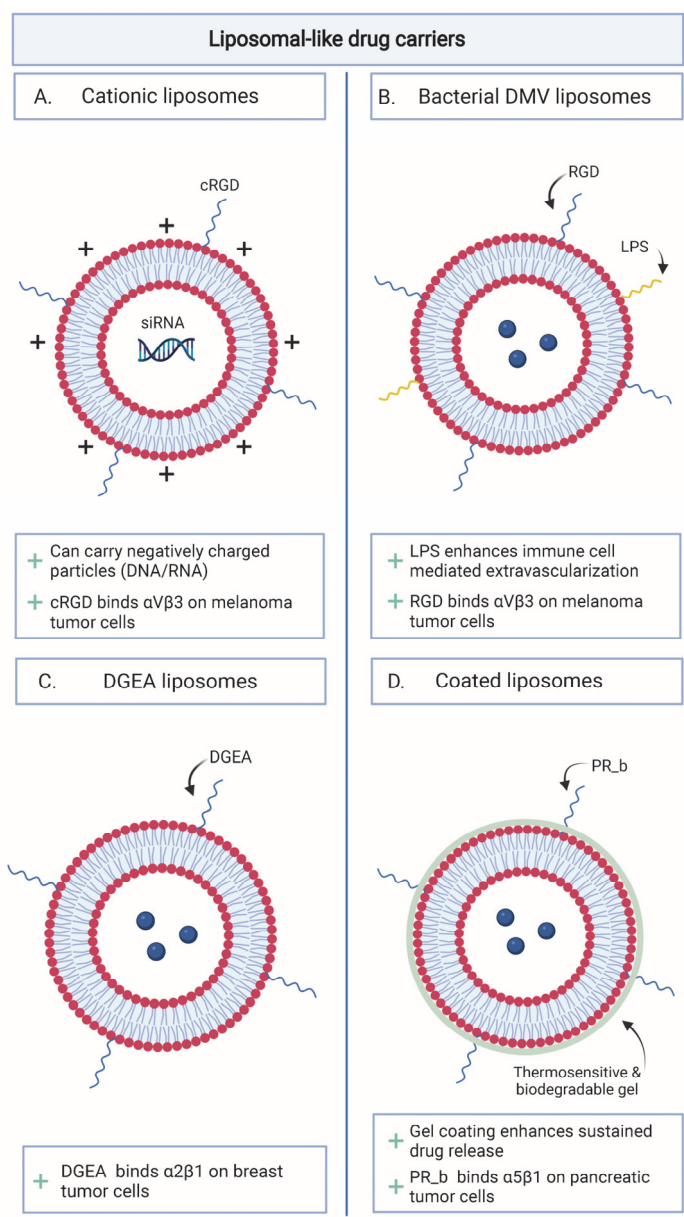 Liposomal-like drug carriers
A. Cationic liposomes
cRGD
+
+
+
+
+
+
+
+
siRNA
+ Can carry negatively charged
particles (DNA/RNA)
+ cRGD binds αVβ3 on melanoma
tumor cells
B. Bacterial DMV liposomes
RGD
LPS
+ LPS enhances immune cell
mediated extravascularization
+ RGD binds αVβ3 on melanoma
tumor cells
C. DGEA liposomes
DGEA
+ DGEA binds α2β1 on breast
tumor cells
D. Coated liposomes
PR_b
Thermosensitive &
biodegradable gel
+ Gel coating enhances sustained
drug release
+ PR_b binds α5β1 on pancreatic
tumor cells